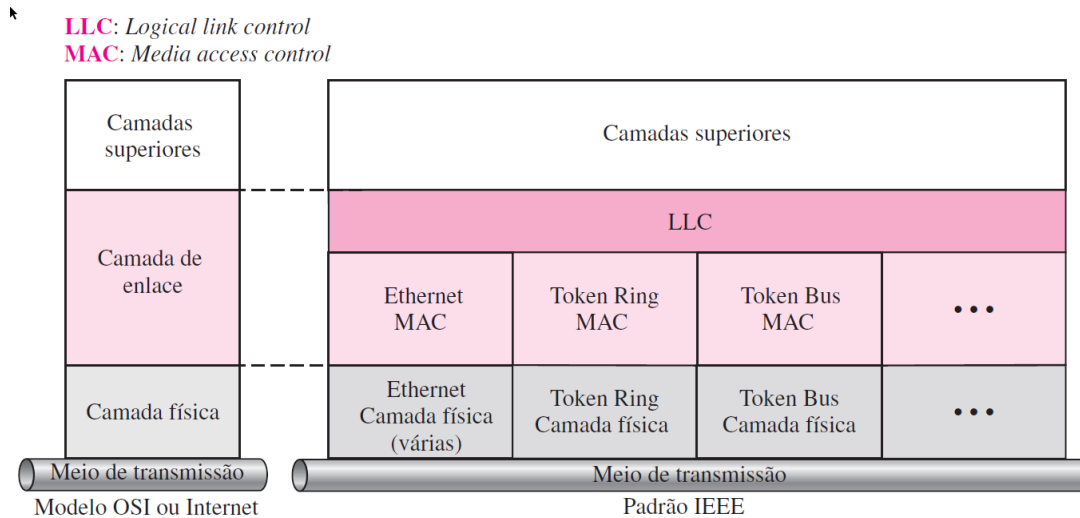 LLC: Logical link control
MAC: Media access control
Camadas
superiores
Camadas superiores
LLC
Camada de
enlace
Ethernet
MAC
Token Ring
MAC
Token Bus
MAC
•••
Camada física
Ethernet
Camada física
(várias)
Token Ring
Camada física
Token Bus
Camada física
•••
Meio de transmissão
Meio de transmissão
Modelo OSI ou Internet
Padrão IEEE